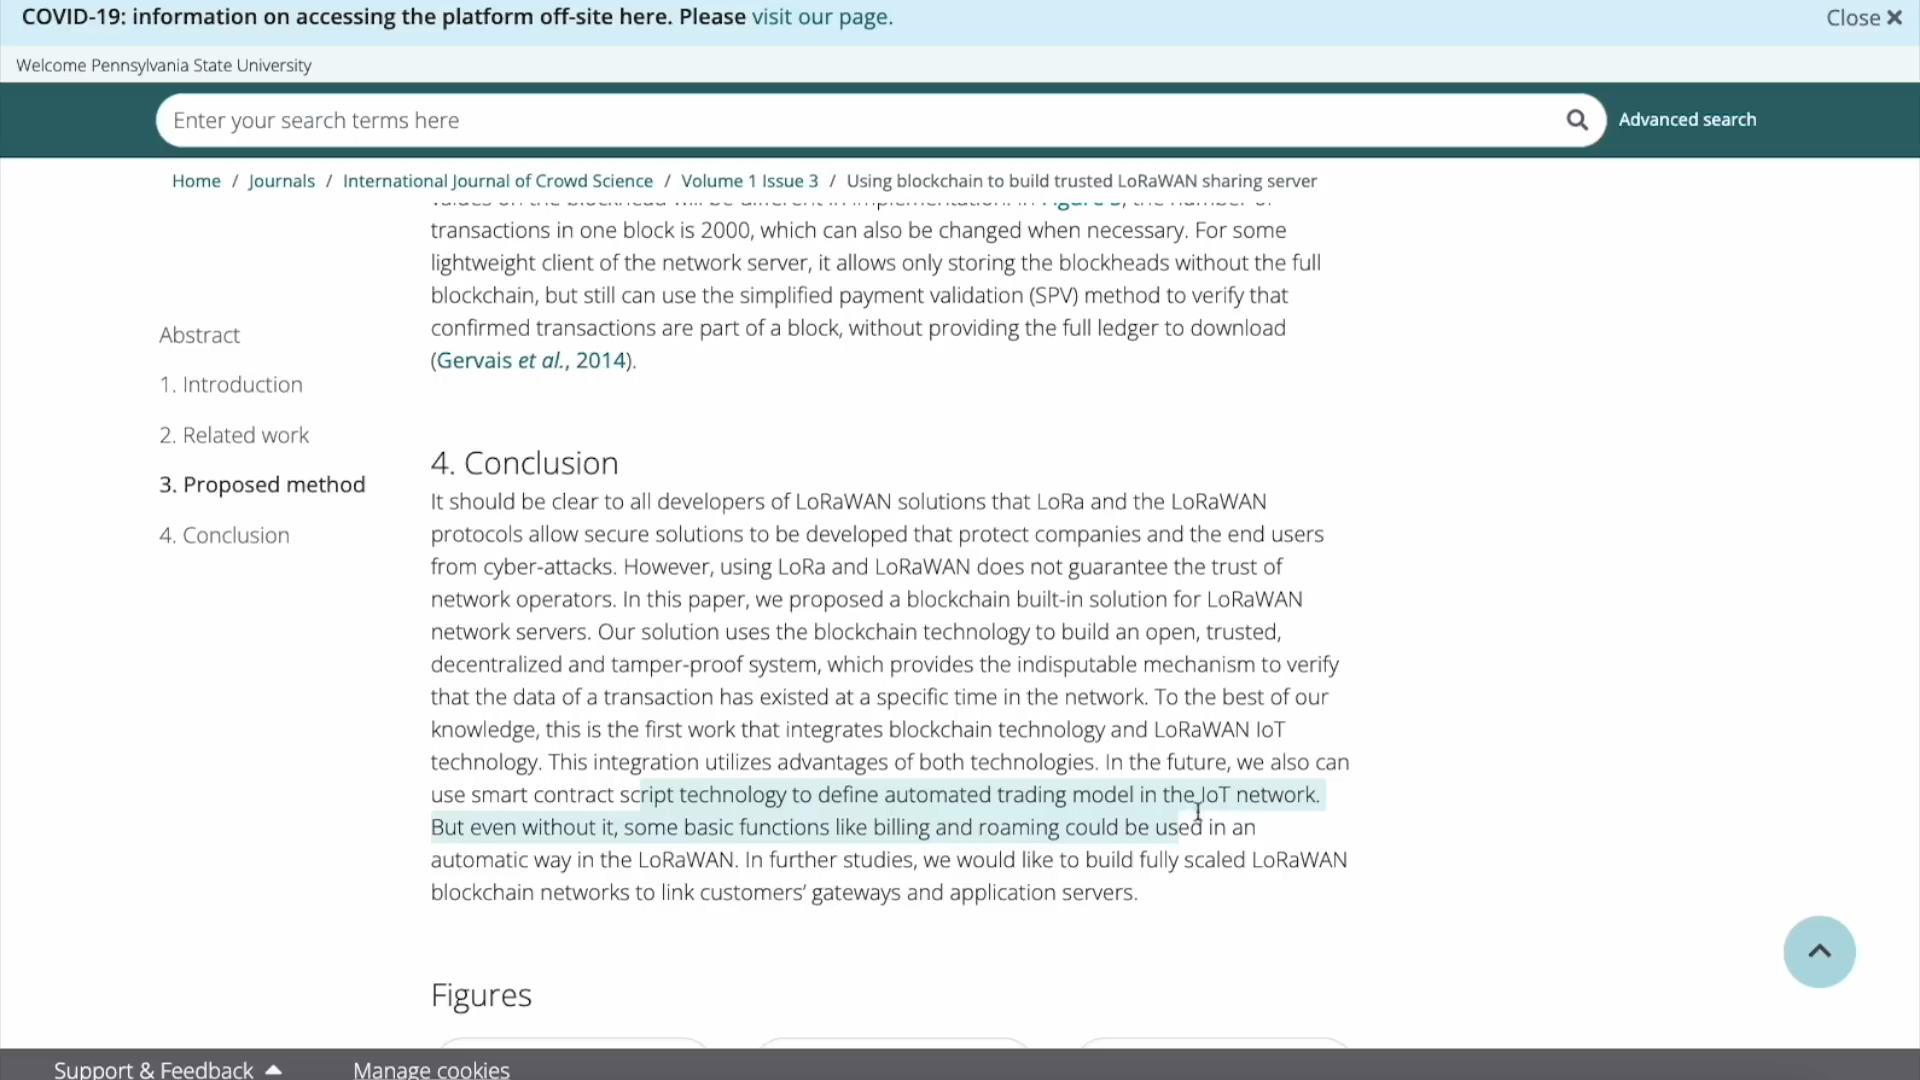 COVID-19: information on accessing the platform off-site here. Please visit our page.
Close
Welcome Pennsylvania State University
Enter your search terms here
Advanced search
Home / Journals / International Journal of Crowd Science / Volume 1 Issue 3 / Using blockchain to build trusted LoRaWAN sharing server
values on the blockhead will be different in implementation. In Figure 5, the number of
transactions in one block is 2000, which can also be changed when necessary. For some
lightweight client of the network server, it allows only storing the blockheads without the full
blockchain, but still can use the simplified payment validation (SPV) method to verify that
confirmed transactions are part of a block, without providing the full ledger to download
(Gervais et al., 2014).
Abstract
1. Introduction
2. Related work
3. Proposed method
4. Conclusion
4. Conclusion
It should be clear to all developers of LoRaWAN solutions that LoRa and the LoRaWAN
protocols allow secure solutions to be developed that protect companies and the end users
from cyber-attacks. However, using LoRa and LoRaWAN does not guarantee the trust of
network operators. In this paper, we proposed a blockchain built-in solution for LoRaWAN
network servers. Our solution uses the blockchain technology to build an open, trusted,
decentralized and tamper-proof system, which provides the indisputable mechanism to verify
that the data of a transaction has existed at a specific time in the network. To the best of our
knowledge, this is the first work that integrates blockchain technology and LoRaWAN IoT
technology. This integration utilizes advantages of both technologies. In the future, we also can
use smart contract script technology to define automated trading model in the IoT network.
But even without it, some basic functions like billing and roaming could be used in an
automatic way in the LoRaWAN. In further studies, we would like to build fully scaled LoRaWAN
blockchain networks to link customers’ gateways and application servers.
Figures
Support & Feedback
Manage cookies